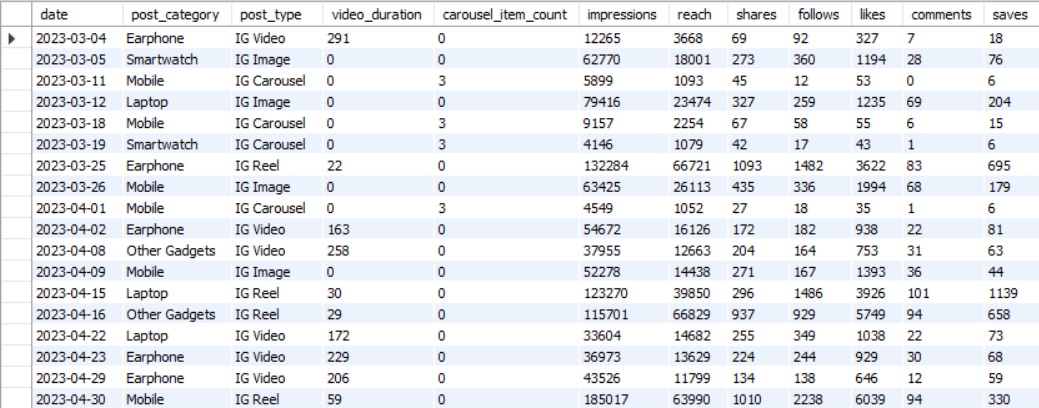 date post_category post_type video_duration carousel_item_count impressions reach shares follows likes comments saves
2023-03-04 Earphone IG Video 291 0 12265 3668 69 92 327 7 18
2023-03-05 Smartwatch IG Image 0 0 62770 18001 273 360 1194 28 76
2023-03-11 Mobile IG Carousel 0 3 5899 1093 45 12 53 0 6
2023-03-12 Laptop IG Image 0 0 79416 23474 327 259 1235 69 204
2023-03-18 Mobile IG Carousel 0 3 9157 2254 67 58 55 6 15
2023-03-19 Smartwatch IG Carousel 0 3 4146 1079 42 17 43 1 6
2023-03-25 Earphone IG Reel 22 0 132284 66721 1093 1482 3622 83 695
2023-03-26 Mobile IG Image 0 0 63425 26113 435 336 1994 68 179
2023-04-01 Mobile IG Carousel 0 3 4549 1052 27 18 35 1 6
2023-04-02 Earphone IG Video 163 0 54672 16126 172 182 938 22 81
2023-04-08 Other Gadgets IG Video 258 0 37955 12663 204 164 753 31 63
2023-04-09 Mobile IG Image 0 0 52278 14438 271 167 1393 36 44
2023-04-15 Laptop IG Reel 30 0 123270 39850 296 1486 3926 101 1139
2023-04-16 Other Gadgets IG Reel 29 0 115701 66829 937 929 5749 94 658
2023-04-22 Laptop IG Video 172 0 33604 14682 255 349 1038 22 73
2023-04-23 Earphone IG Video 229 0 36973 13629 224 244 929 30 68
2023-04-29 Earphone IG Video 206 0 43526 11799 134 138 646 12 59
2023-04-30 Mobile IG Reel 59 0 185017 63990 1010 2238 6039 94 330